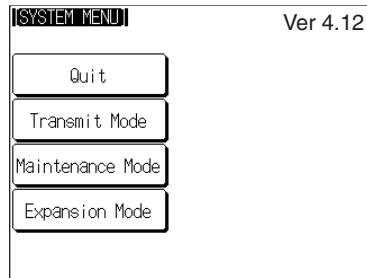 SYSTEM MENU
Ver 4.12
Quit
Transmit Mode
Maintenance Mode
Expansion Mode